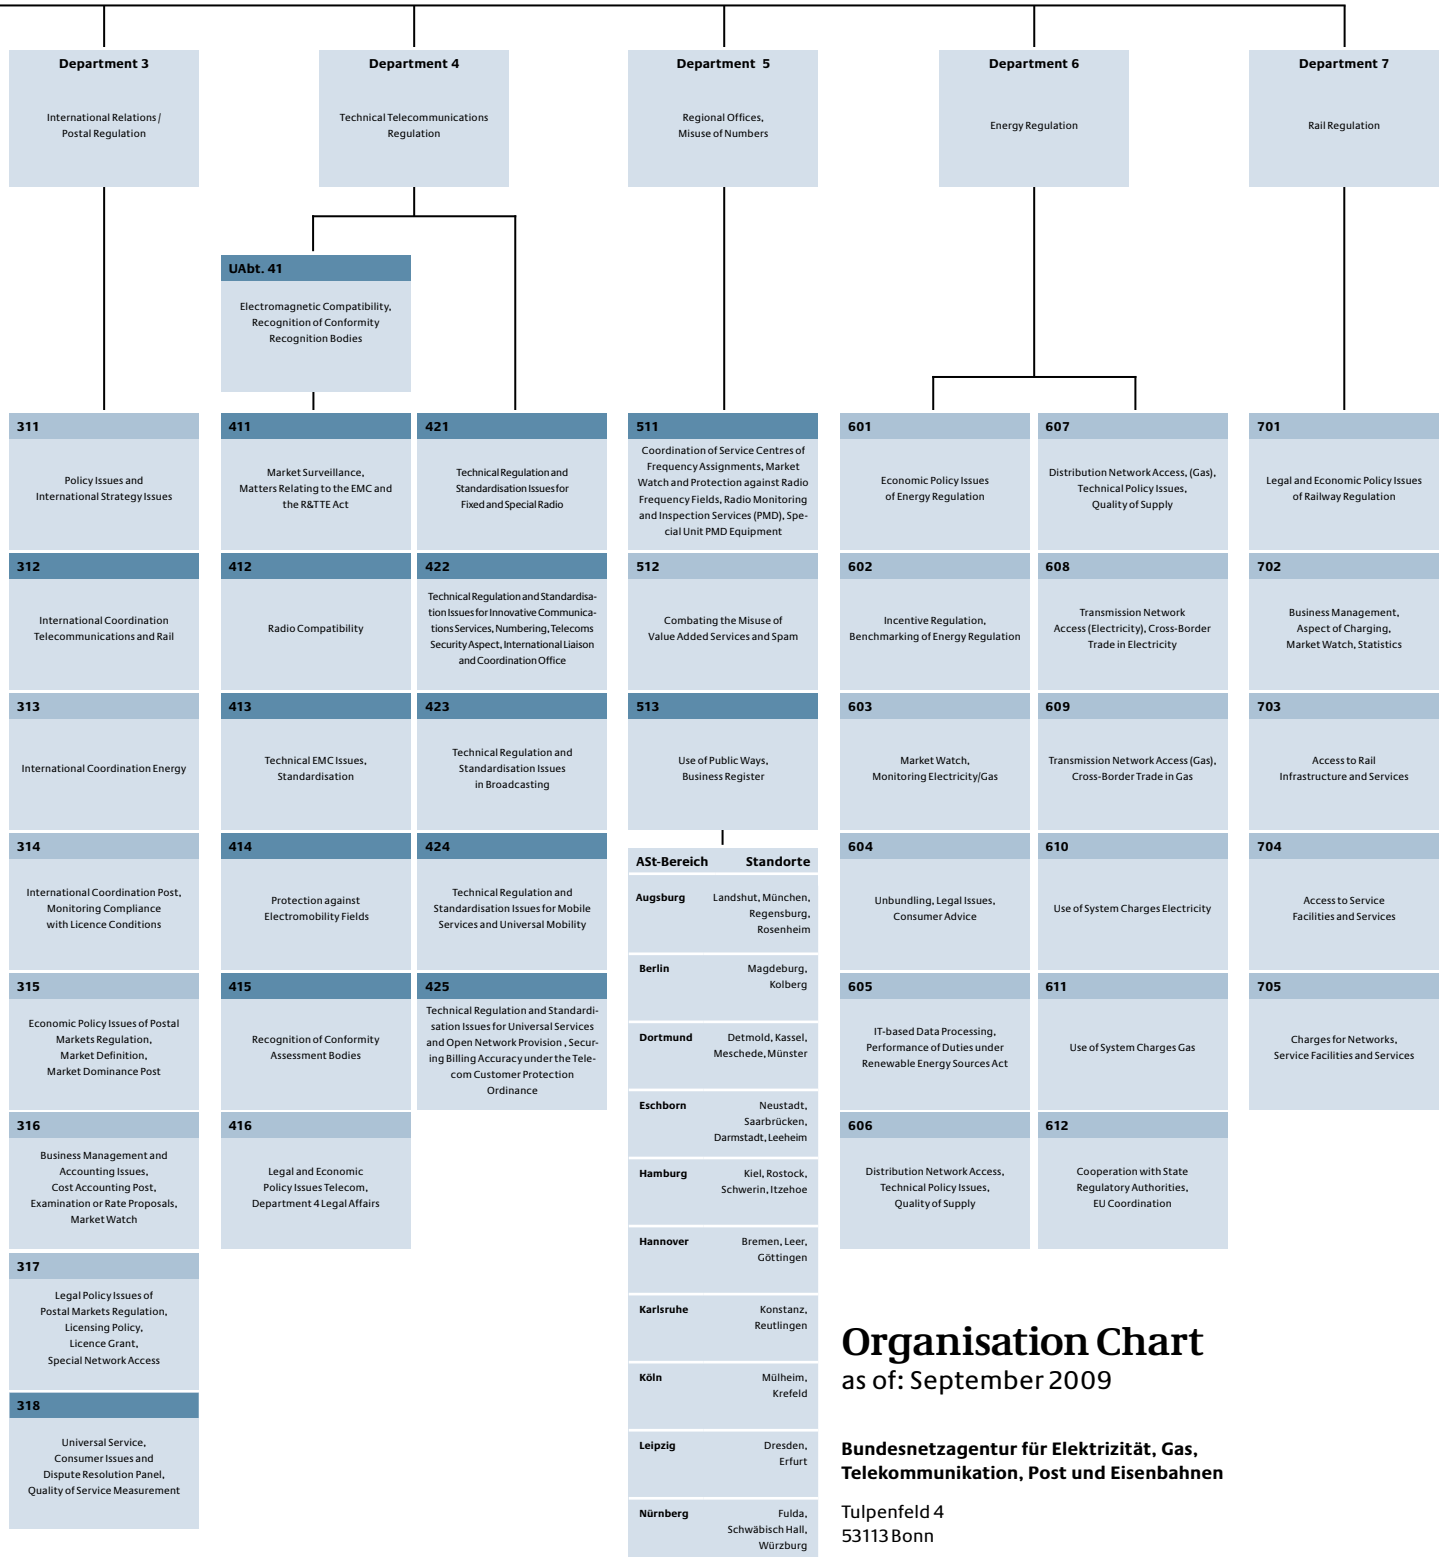 Department 3
International Relations/
Postal Regulation
Department 4
Technical Telecommunications
Regulation
Department 5
Regional Offices,
Misuse of Numbers
Department 6
Energy Regulation
Department 7
Rail Regulation
UAbt. 41
Electromagnetic Compatibility,
Recognition of Conformity
Recognition Bodies
311
Policy Issues and
International Strategy Issues
312
International Coordination
Telecommunications and Rail
313
International Coordination Energy
314
International Coordination Post,
Monitoring Compliance
with Licence Conditions
315
Economic Policy Issues of Postal
Markets Regulation,
Market Definition,
Market Dominance Post
316
Business Management and
Accounting Issues,
Cost Accounting Post,
Examination or Rate Proposals,
Market Watch
317
Legal Policy Issues of
Postal Markets Regulation,
Licensing Policy,
Licence Grant,
Special Network Access
318
Universal Service,
Consumer Issues and
Dispute Resolution Panel,
Quality of Service Measurement
411
Market Surveillance,
Matters Relating to the EMC and
the R&TTE Act
412
Radio Compatibility
413
Technical EMC Issues,
Standardisation
414
Protection against
Electromobility Fields
415
Recognition of Conformity
Assessment Bodies
416
Legal and Economic
Policy Issues Telecom,
Department 4 Legal Affairs
421
Technical Regulation and
Standardisation Issues for
Fixed and Special Radio
422
Technical Regulation and Standardisa-
tion Issues for Innovative Communica-
tions Services, Numbering, Telecoms
Security Aspect, International Liaison
and Coordination Office
423
Technical Regulation and
Standardisation Issues
in Broadcasting
424
Technical Regulation and
Standardisation Issues for Mobile
Services and Universal Mobility
425
Technical Regulation and Standardi-
sation Issues for Universal Services
and Open Network Provision , Secur-
ing Billing Accuracy under the Tele-
com Customer Protection
Ordinance
511
Coordination of Service Centres of
Frequency Assignments, Market
Watch and Protection against Radio
Frequency Fields, Radio Monitoring
and Inspection Services (PMD), Spe-
cial Unit PMD Equipment
512
Combating the Misuse of
Value Added Services and Spam
513
Use of Public Ways,
Business Register
ASt-Bereich Standorte
Augsburg Landshut, München,
Regensburg,
Rosenheim
Berlin Magdeburg,
Kolberg
Dortmund Detmold, Kassel,
Meschede, Münster
Eschborn Neustadt,
Saarbrücken,
Darmstadt, Leeheim
Hamburg Kiel, Rostock,
Schwerin, Itzehoe
Hannover Bremen, Leer,
Göttingen
Karlsruhe Konstanz,
Reutlingen
Köln Mülheim,
Krefeld
Leipzig Dresden,
Erfurt
Nürnberg Fulda,
Schwäbisch Hall,
Würzburg
601
Economic Policy Issues
of Energy Regulation
602
Incentive Regulation,
Benchmarking of Energy Regulation
603
Market Watch,
Monitoring Electricity/Gas
604
Unbundling, Legal Issues,
Consumer Advice
605
IT-based Data Processing,
Performance of Duties under
Renewable Energy Sources Act
606
Distribution Network Access,
Technical Policy Issues,
Quality of Supply
607
Distribution Network Access, (Gas),
Technical Policy Issues,
Quality of Supply
608
Transmission Network
Access (Electricity), Cross-Border
Trade in Electricity
609
Transmission Network Access (Gas),
Cross-Border Trade in Gas
610
Use of System Charges Electricity
611
Use of System Charges Gas
612
Cooperation with State
Regulatory Authorities,
EU Coordination
701
Legal and Economic Policy Issues
of Railway Regulation
702
Business Management,
Aspect of Charging,
Market Watch, Statistics
703
Access to Rail
Infrastructure and Services
704
Access to Service
Facilities and Services
705
Charges for Networks,
Service Facilities and Services
Organisation Chart
as of: September 2009
Bundesnetzagentur für Elektrizität, Gas,
Telekommunikation, Post und Eisenbahnen
Tulpenfeld 4
53113 Bonn